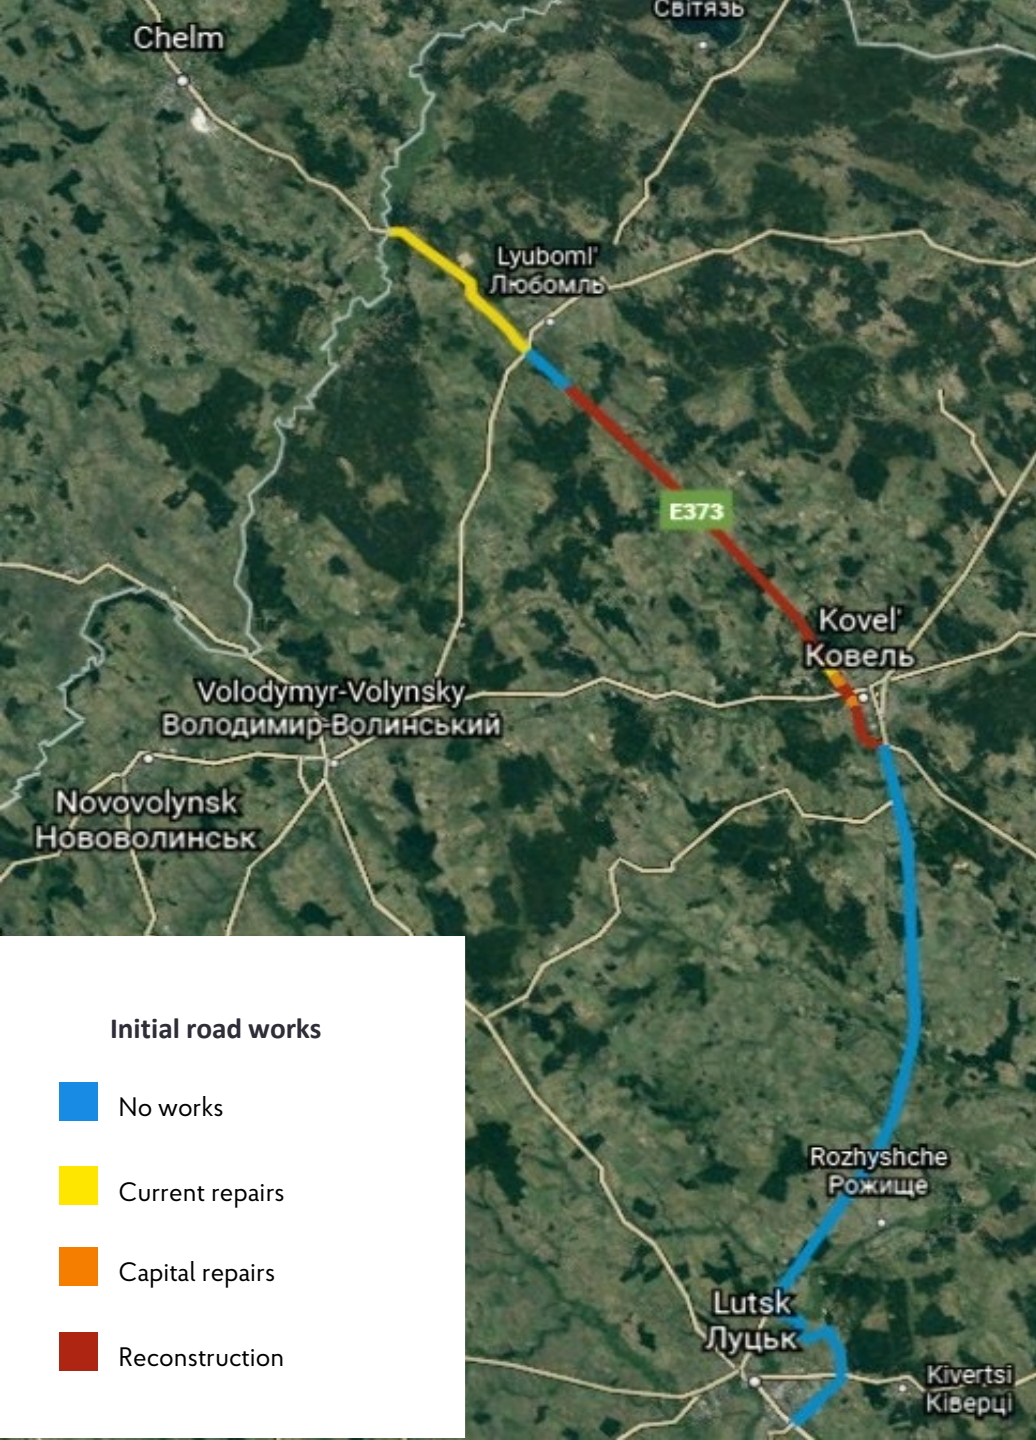 Світязь
Chelm
Lyuboml'
Любомль
E373
Kovel'
Ковель
Volodymyr-Volynsky
Володимир-Волинський
Novovolynsk
Нововолинськ
Initial road works
No works
Current repairs
Capital repairs
Reconstruction
Rozhyshche
Рожище
Lutsk
Луцьк
Kivertsi
Ківерці